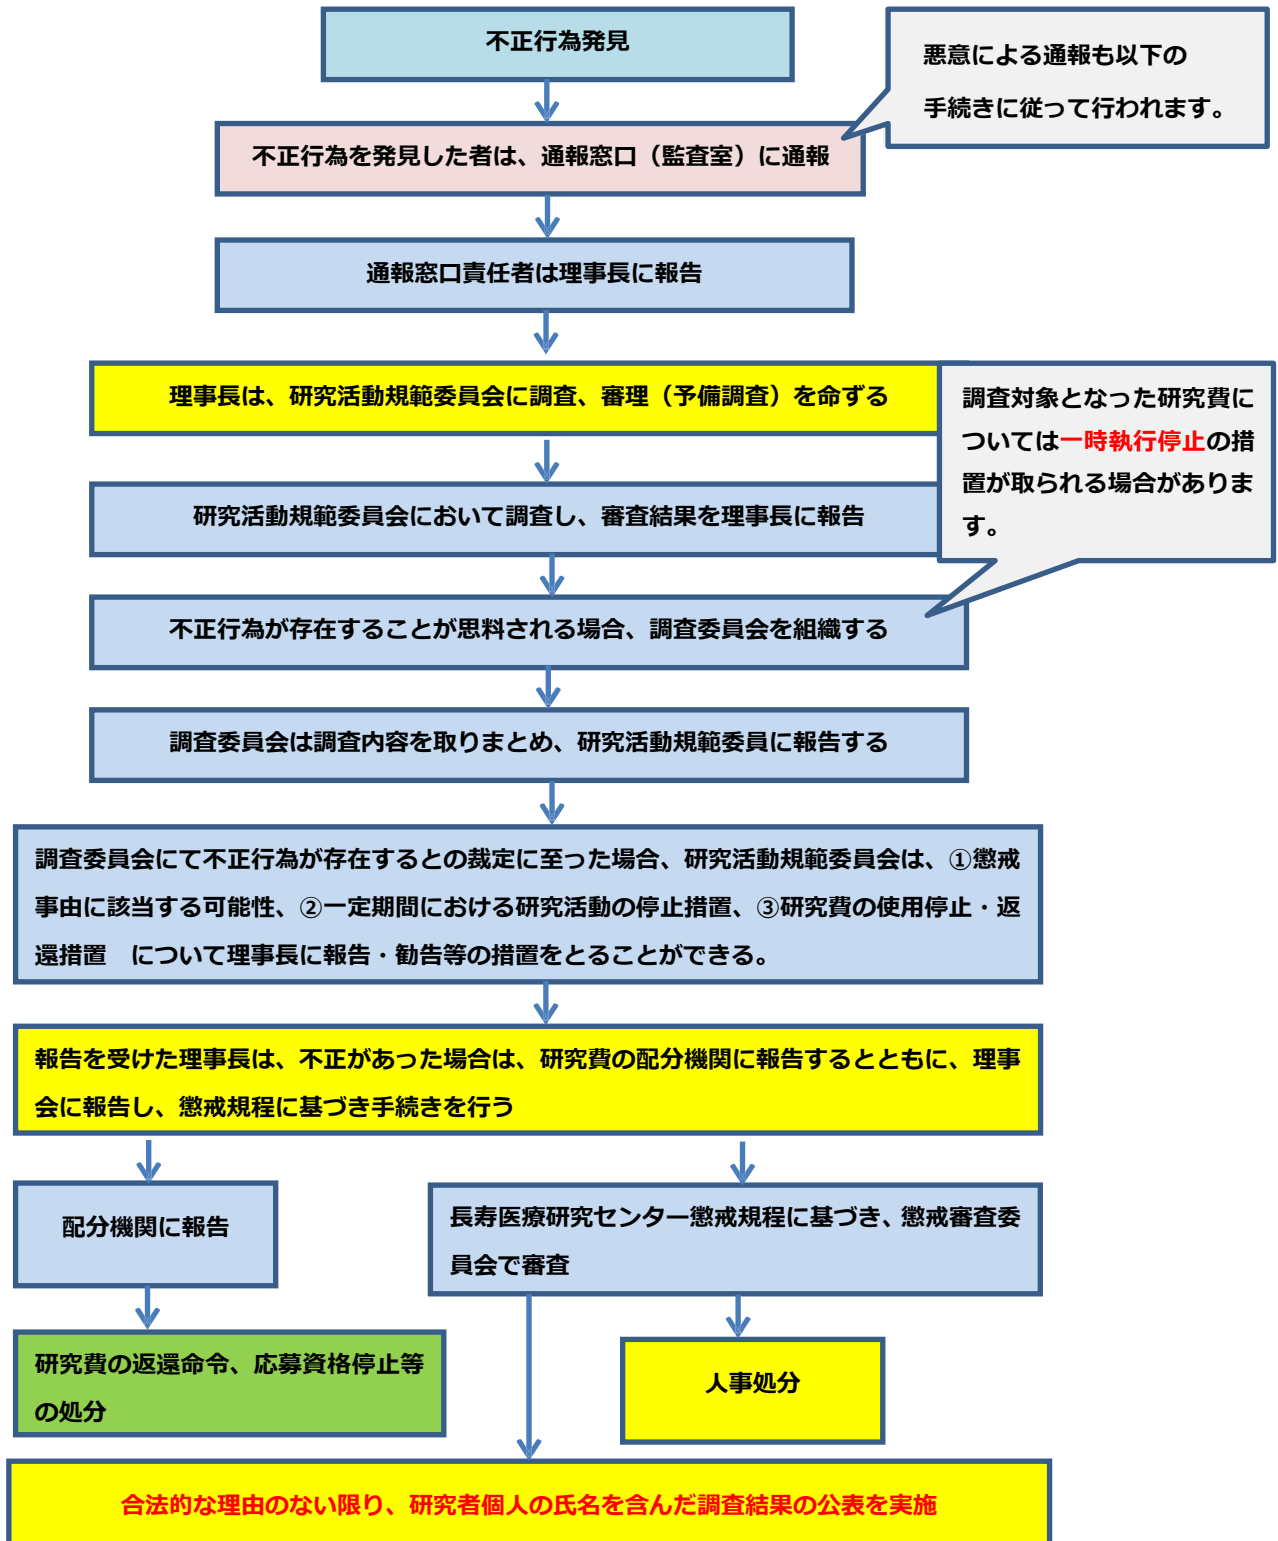 不正行為発見
悪意による通報も以下の
手続きに従って行われます。
不正行為を発見した者は、通報窓口（監査室）に通報
通報窓口責任者は理事長に報告
理事長は、研究活動規範委員会に調査、審理（予備調査）を命ずる
調査対象となった研究費に
ついては一時執行停止の措
置が取られる場合がありま
す。
研究活動規範委員会において調査し、審査結果を理事長に報告
不正行為が存在することが思料される場合、調査委員会を組織する
調査委員会は調査内容を取りまとめ、研究活動規範委員に報告する
調査委員会にて不正行為が存在するとの裁定に至った場合、研究活動規範委員会は、①懲戒
事由に該当する可能性、②一定期間における研究活動の停止措置、③研究費の使用停止・返
還措置　について理事長に報告・勧告等の措置をとることができる。
報告を受けた理事長は、不正があった場合は、研究費の配分機関に報告するとともに、理事
会に報告し、懲戒規程に基づき手続きを行う
配分機関に報告
長寿医療研究センター懲戒規程に基づき、懲戒審査委
員会で審査
研究費の返還命令、応募資格停止等
の処分
人事処分
合法的な理由のない限り、研究者個人の氏名を含んだ調査結果の公表を実施